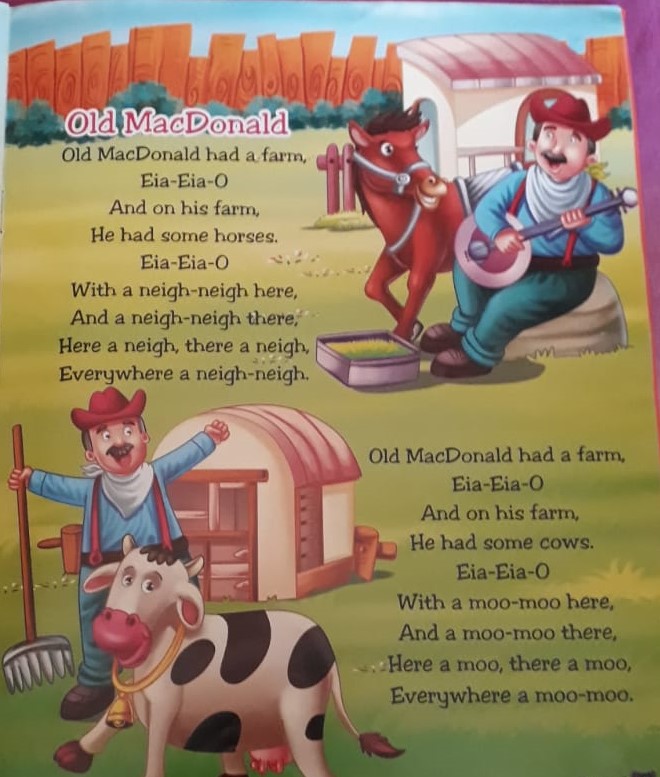 Old MacDonald
Old MacDonald had a farm,
Eia-Eia-O
And on his farm,
He had some horses.
Eia-Eia-O
With a neigh-neigh here,
And a neigh-neigh there,
Here a neigh, there a neigh,
Everywhere a neigh-neigh.
Old MacDonald had a farm,
Eia-Eia-O
And on his farm,
He had some cows.
Eia-Eia-O
With a moo-moo here,
And a moo-moo there,
Here a moo, there a moo,
Everywhere a moo-moo.